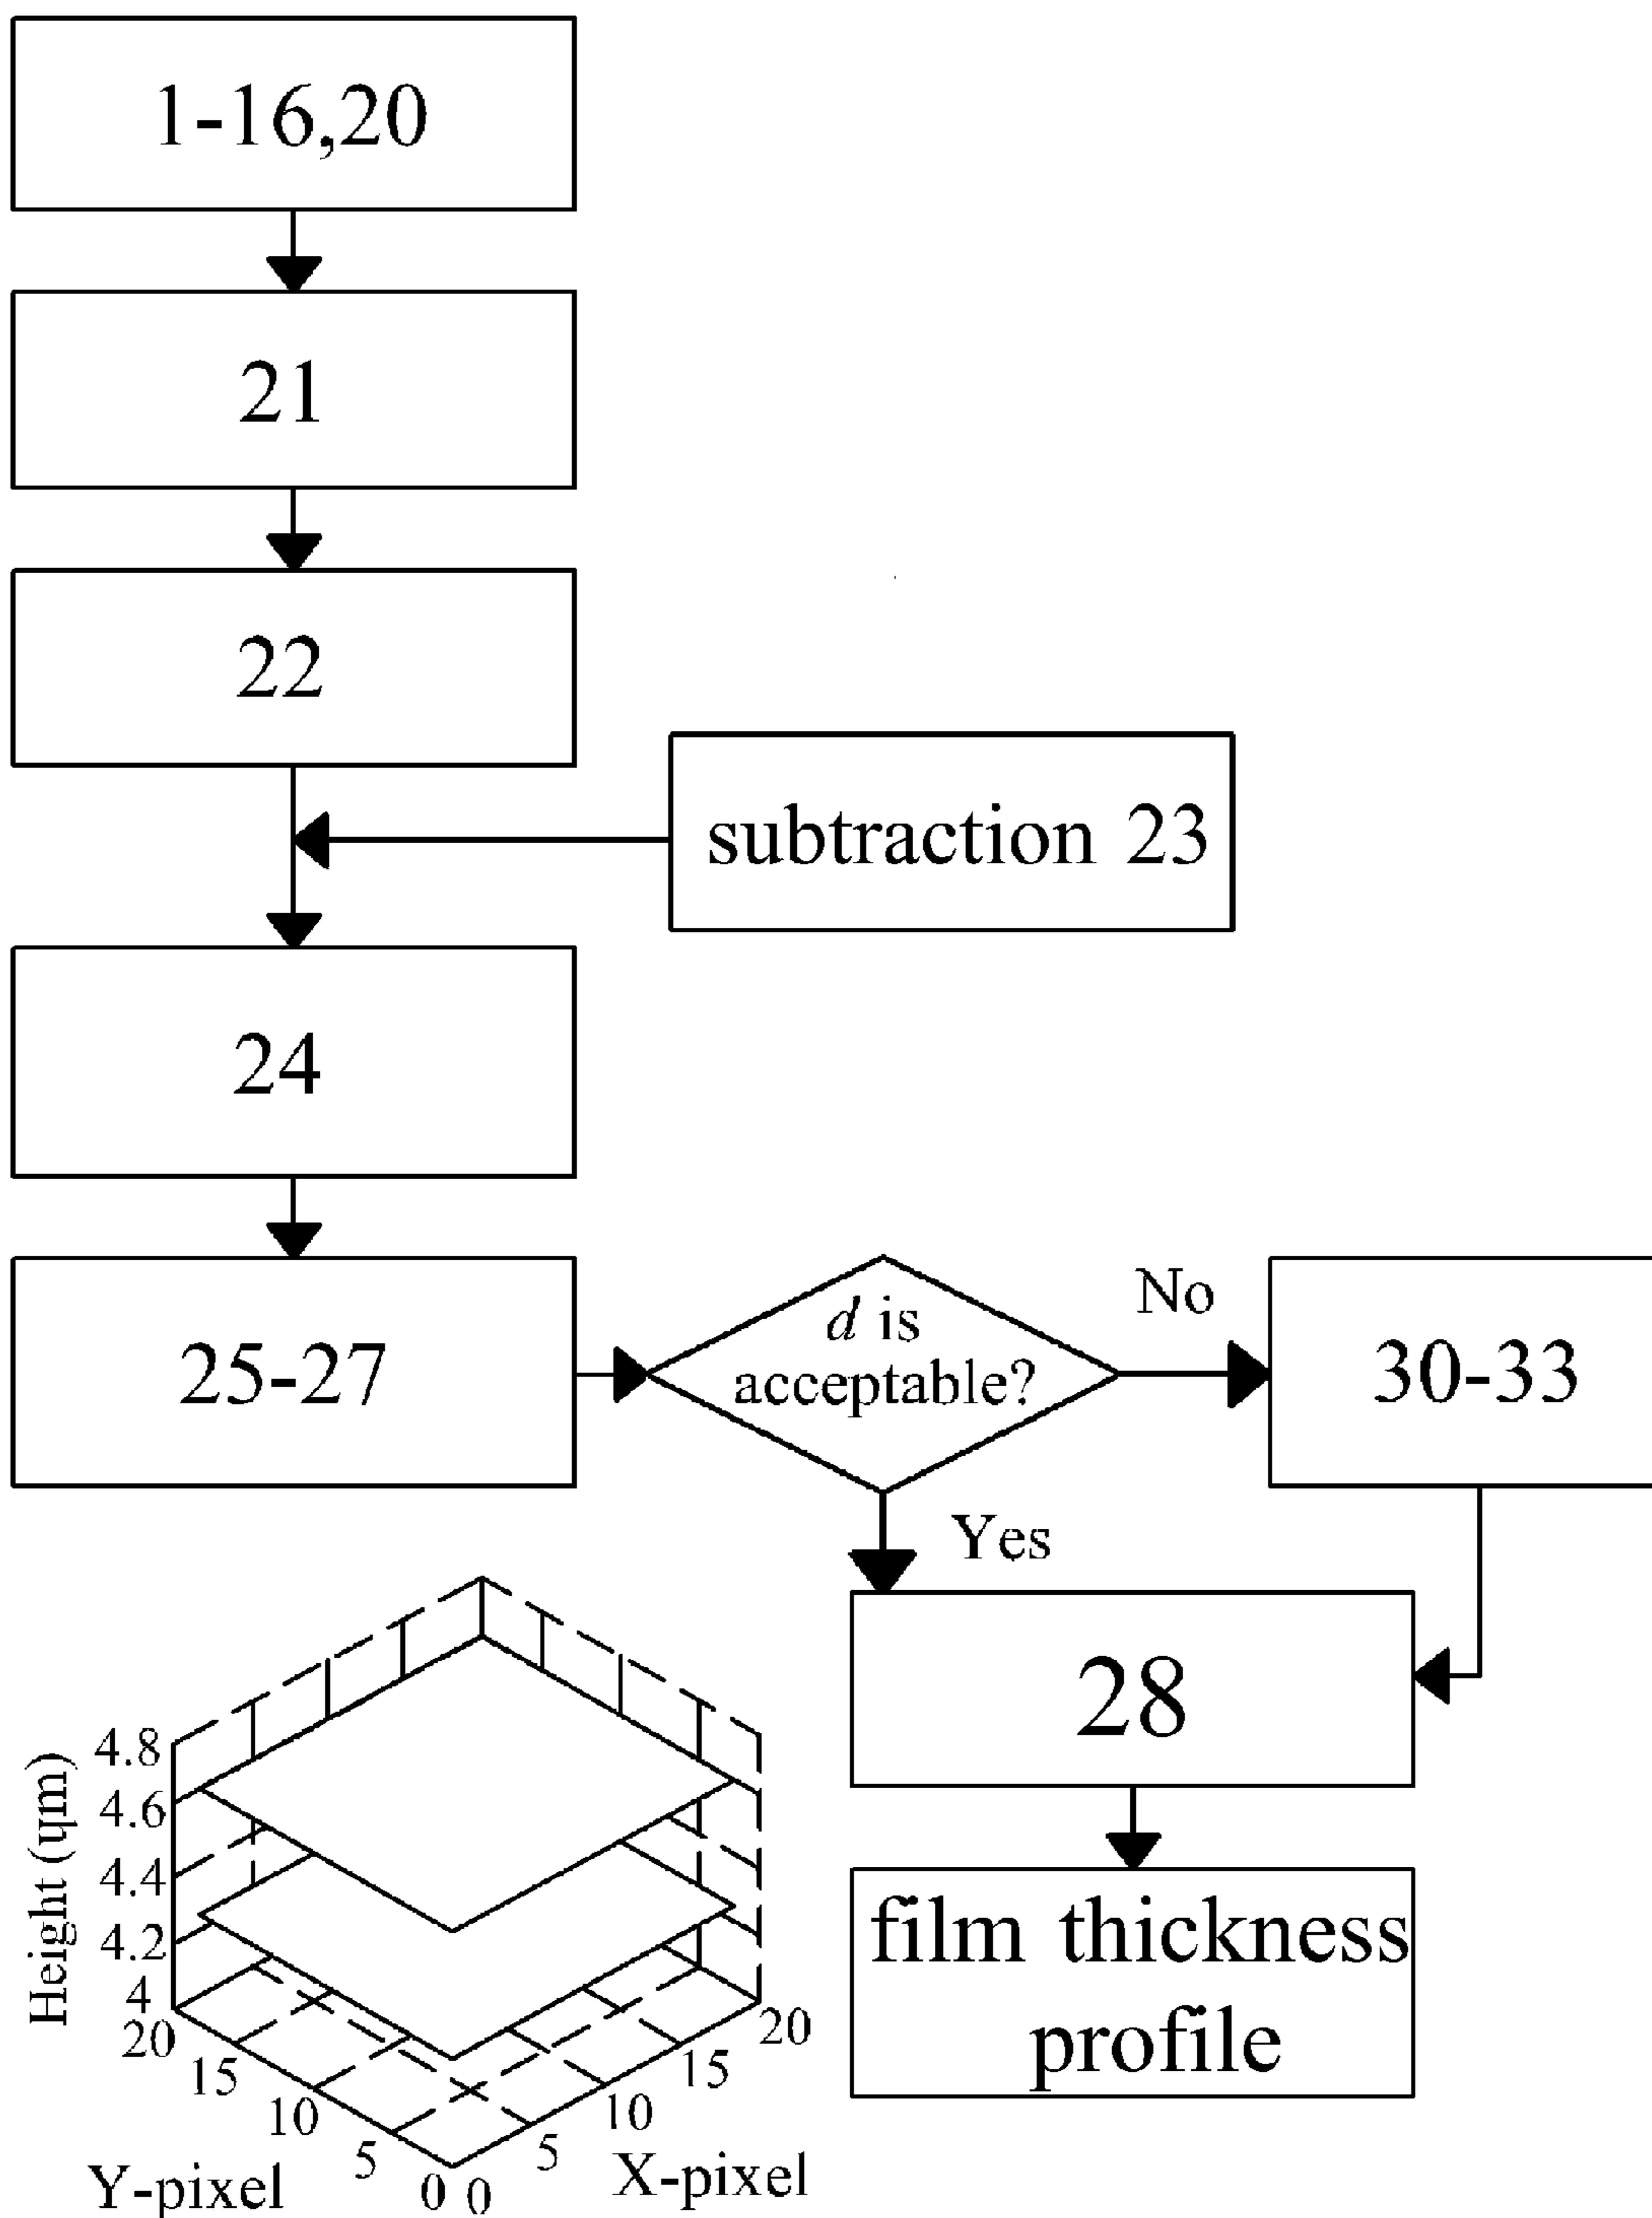 1-16,20
21
22
subtraction 23
24
25-27
d is
acceptable?
No
30-33
Yes
28
film thickness
profile
Height (ηm)
4.8
4.6
4.4
4.2
4
20
15
10
5
0
Y-pixel
0
5
10
15
20
X-pixel